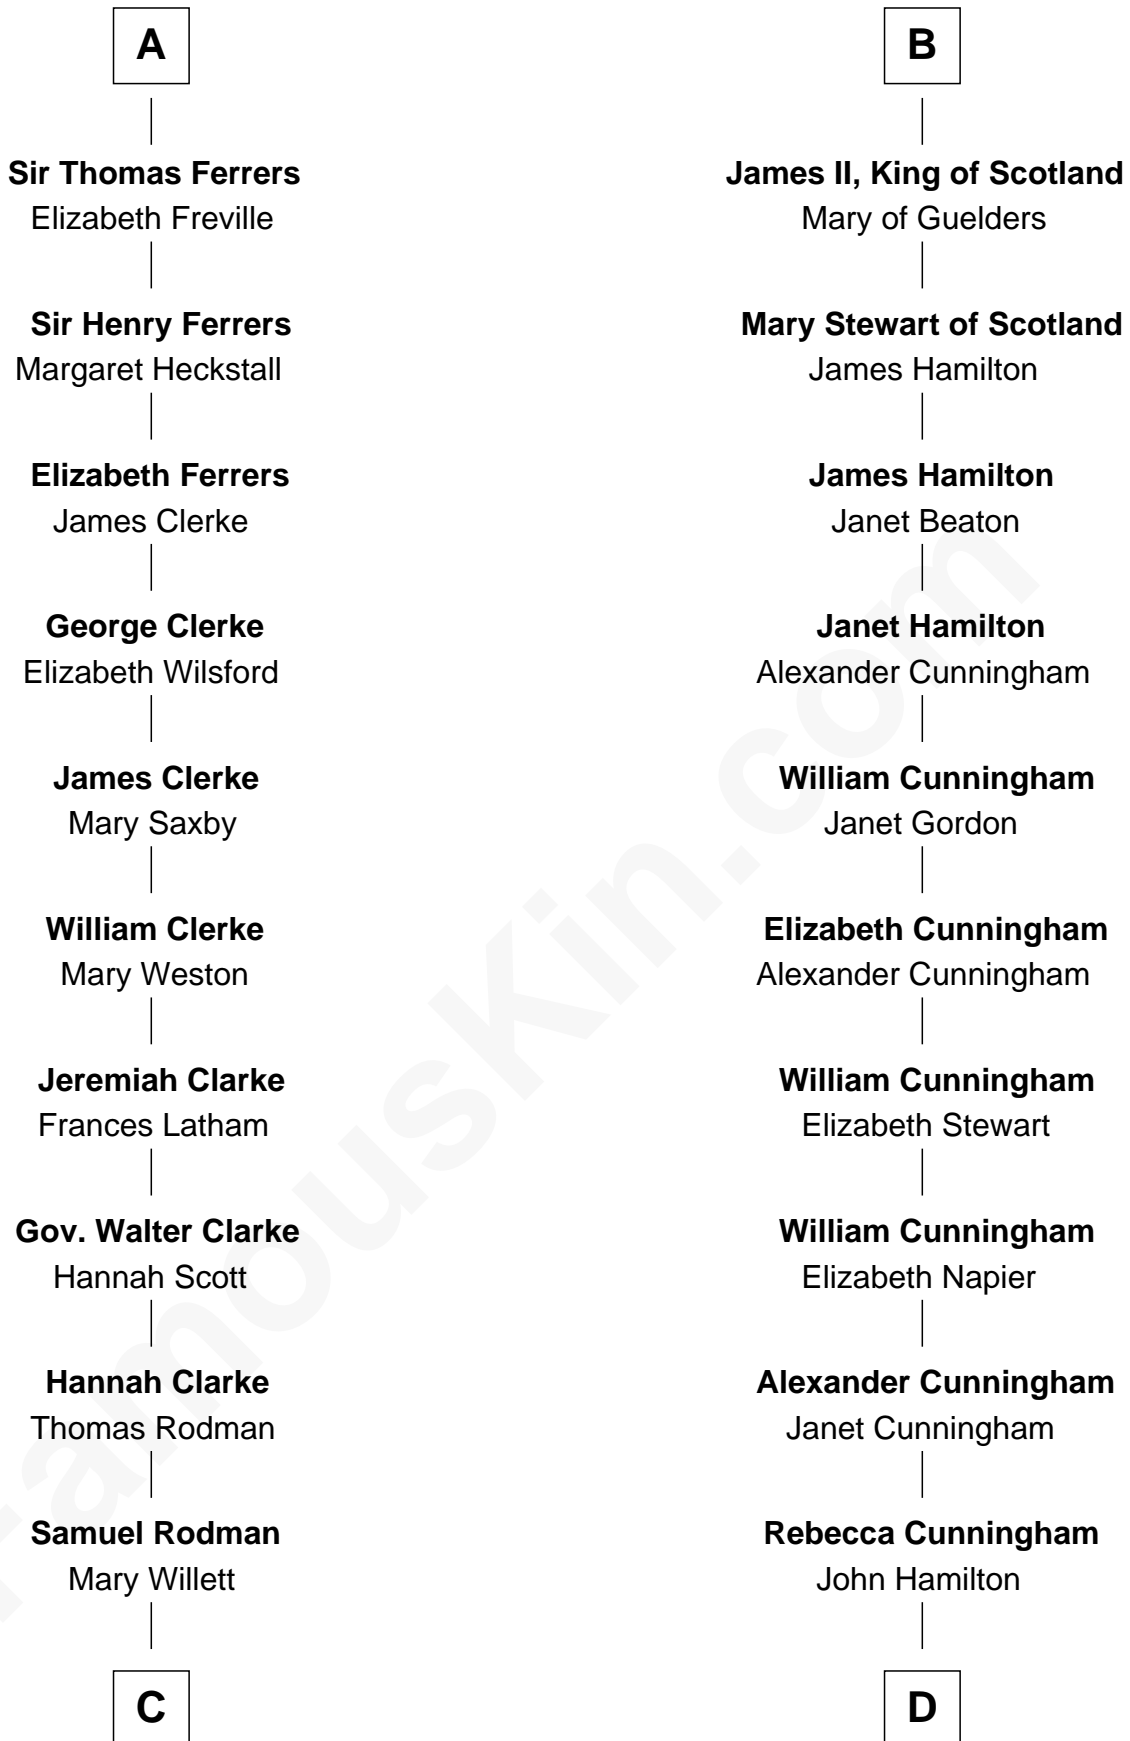 A
Sir Thomas Ferrers
Elizabeth Freville
Sir Henry Ferrers
Margaret Heckstall
Elizabeth Ferrers
James Clerke
George Clerke
Elizabeth Wilsford
James Clerke
Mary Saxby
William Clerke
Mary Weston
Jeremiah Clarke
Frances Latham
Gov. Walter Clarke
Hannah Scott
Hannah Clarke
Thomas Rodman
Samuel Rodman
Mary Willett
C
B
James II, King of Scotland
Mary of Guelders
Mary Stewart of Scotland
James Hamilton
James Hamilton
Janet Beaton
Janet Hamilton
Alexander Cunningham
William Cunningham
Janet Gordon
Elizabeth Cunningham
Alexander Cunningham
William Cunningham
Elizabeth Stewart
William Cunningham
Elizabeth Napier
Alexander Cunningham
Janet Cunningham
Rebecca Cunningham
John Hamilton
D
FamousKin.com